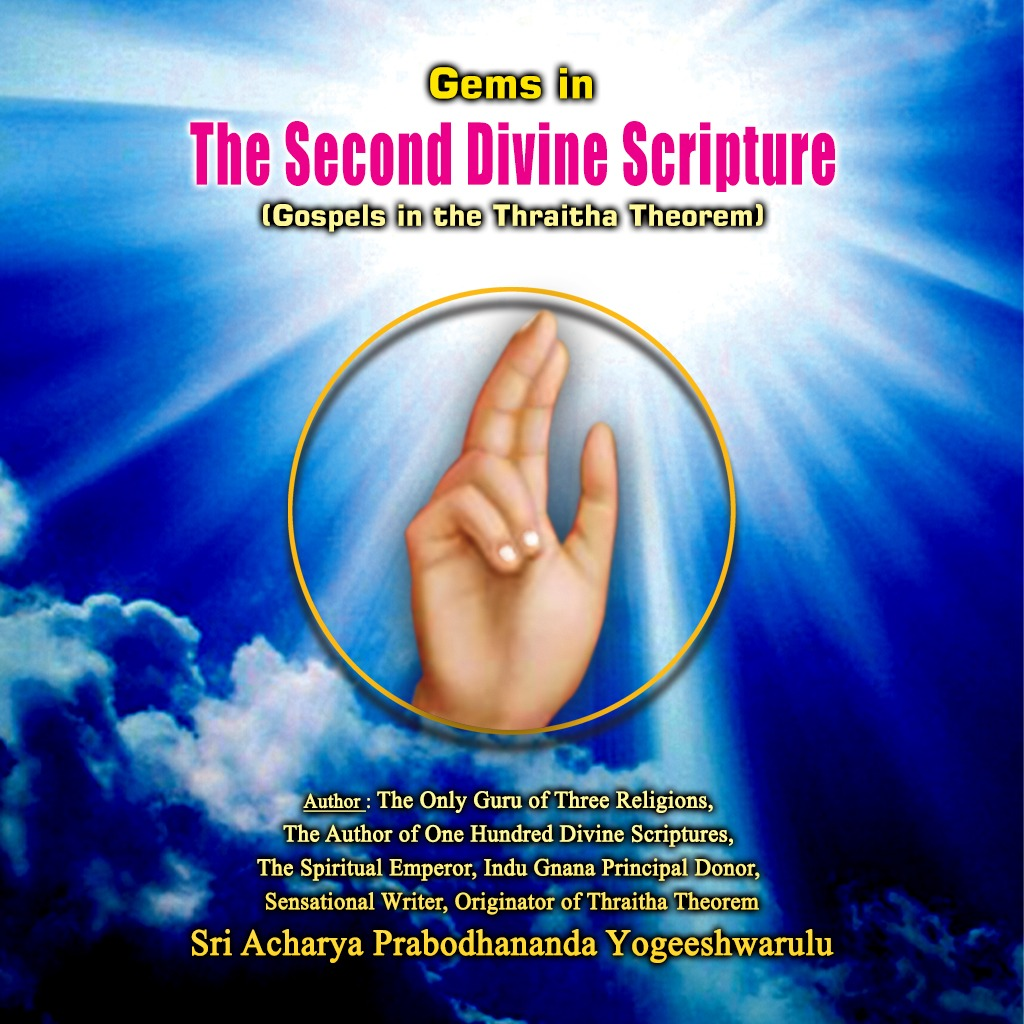 Gems in
The Second Divine Scripture
(Gospels in the Thraitha Theorem)
Author : The Only Guru of Three Religions,
The Author of One Hundred Divine Scriptures,
The Spiritual Emperor, Indu Gnana Principal Donor,
Sensational Writer, Originator of Thraitha Theorem
Sri Acharya Prabodhananda Yogeeshwarulu